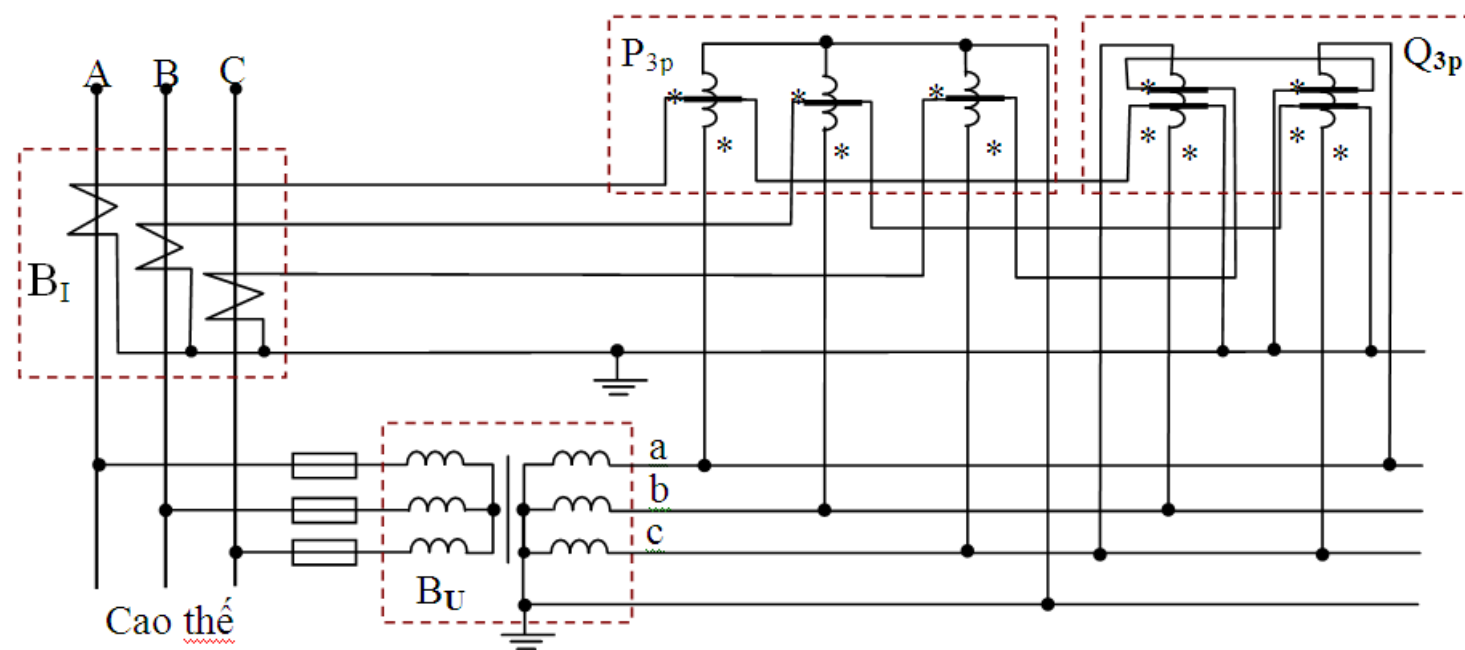 A B C
P3p
Q3p
* * * * *
* * * * * * *
BI
a
b
c
BU
Cao thế